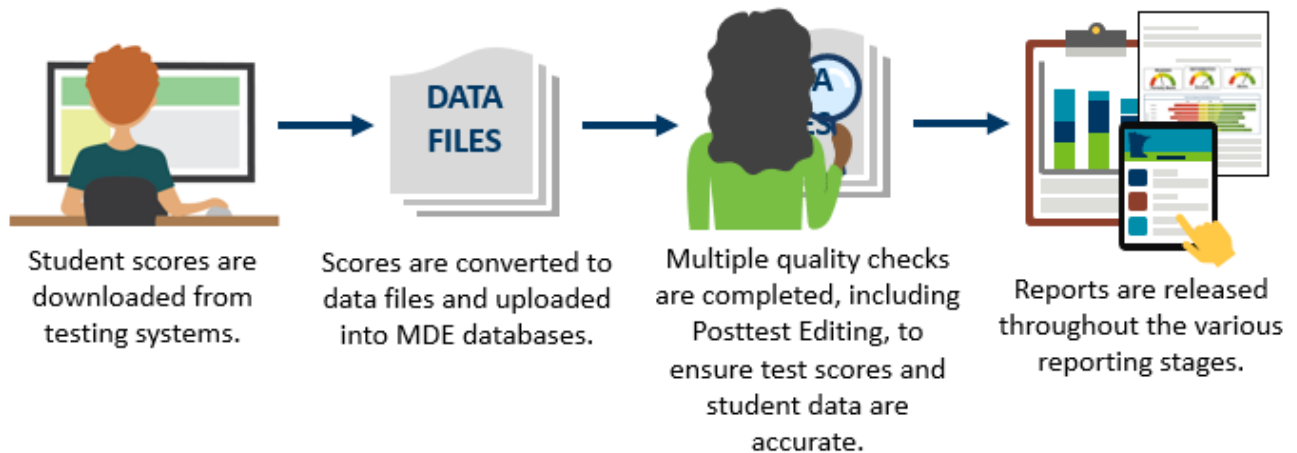 DATA
FILES
A
ES
Student scores are
downloaded from
testing systems.
Scores are converted to
data files and uploaded
into MDE databases.
Multiple quality checks
are completed, including
Posttest Editing, to
ensure test scores and
student data are
accurate.
Reports are released
throughout the various
reporting stages.